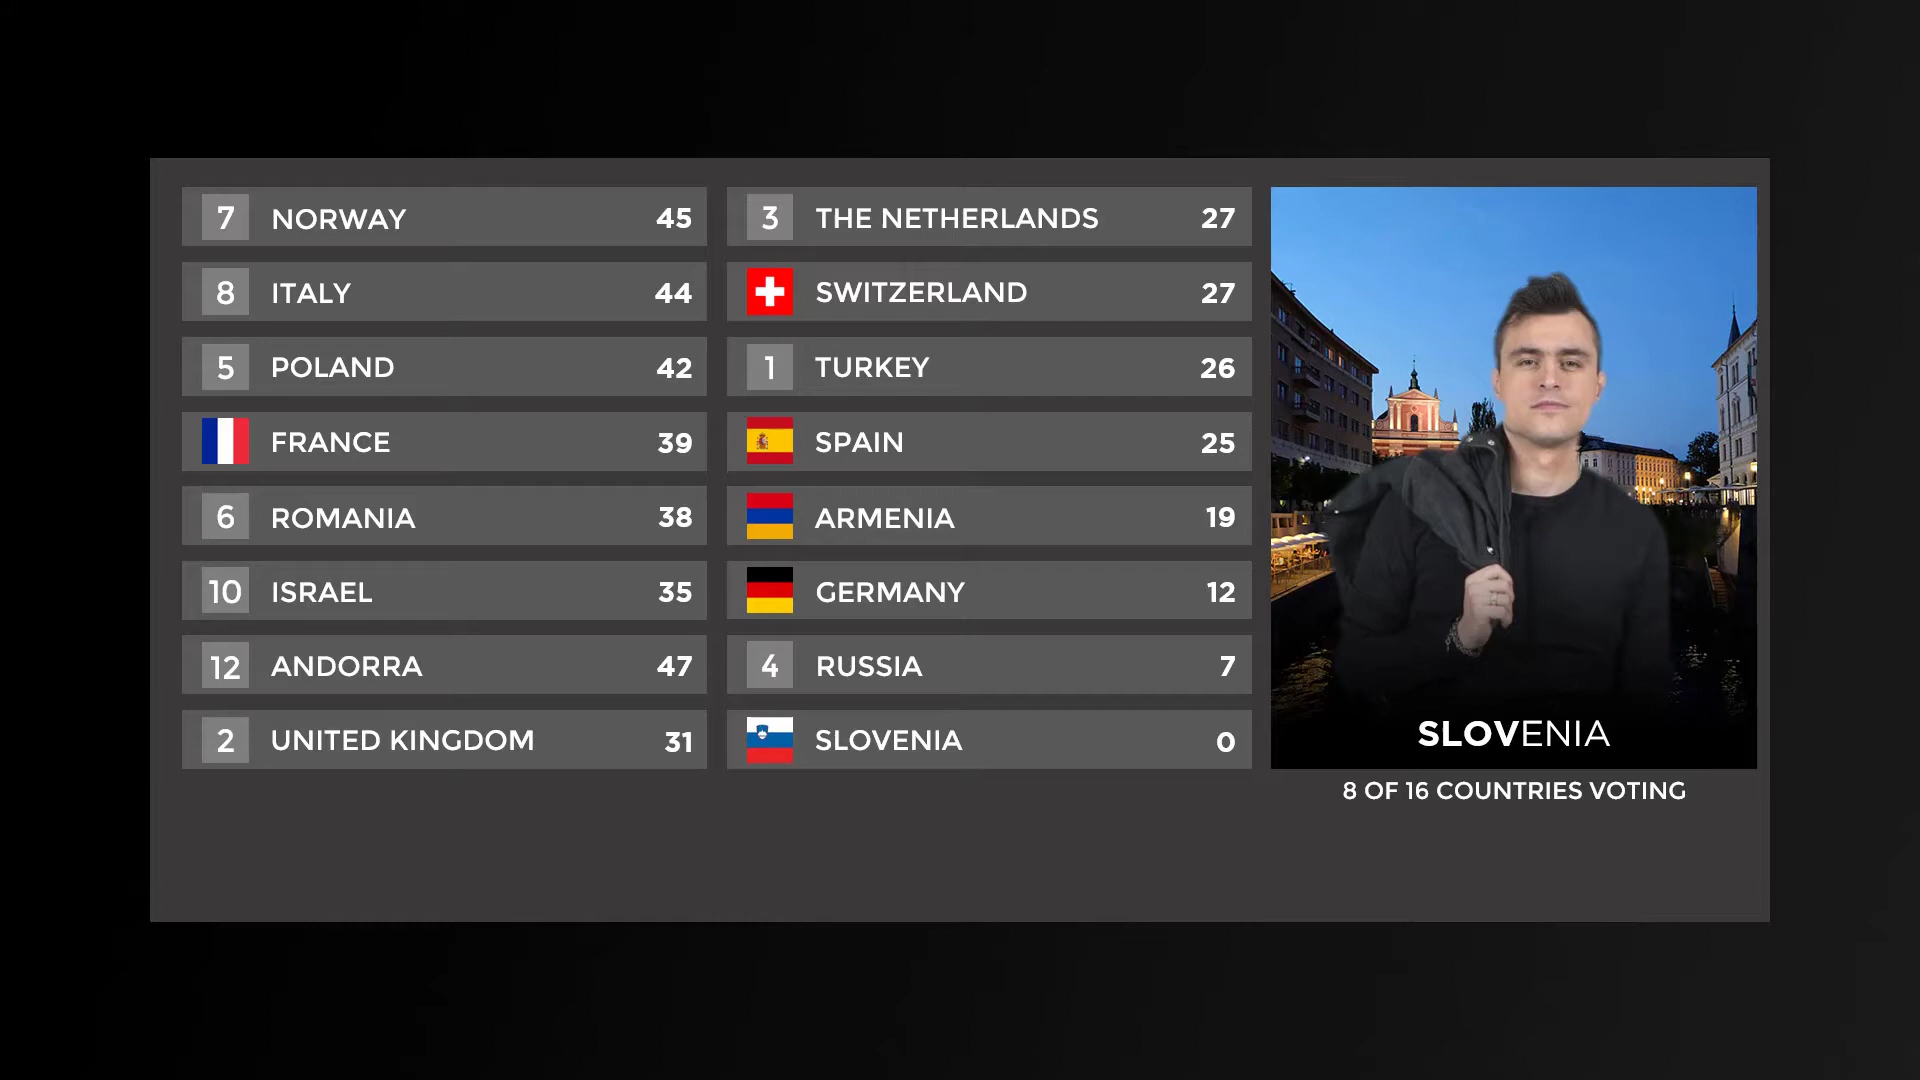 7 NORWAY 45
8 ITALY 44
5 POLAND 42
FRANCE 39
6 ROMANIA 38
10 ISRAEL 35
12 ANDORRA 47
2 UNITED KINGDOM 31
3 THE NETHERLANDS 27
SWITZERLAND 27
1 TURKEY 26
SPAIN 25
ARMENIA 19
GERMANY 12
4 RUSSIA 7
SLOVENIA 0
SLOVENIA
8 OF 16 COUNTRIES VOTING